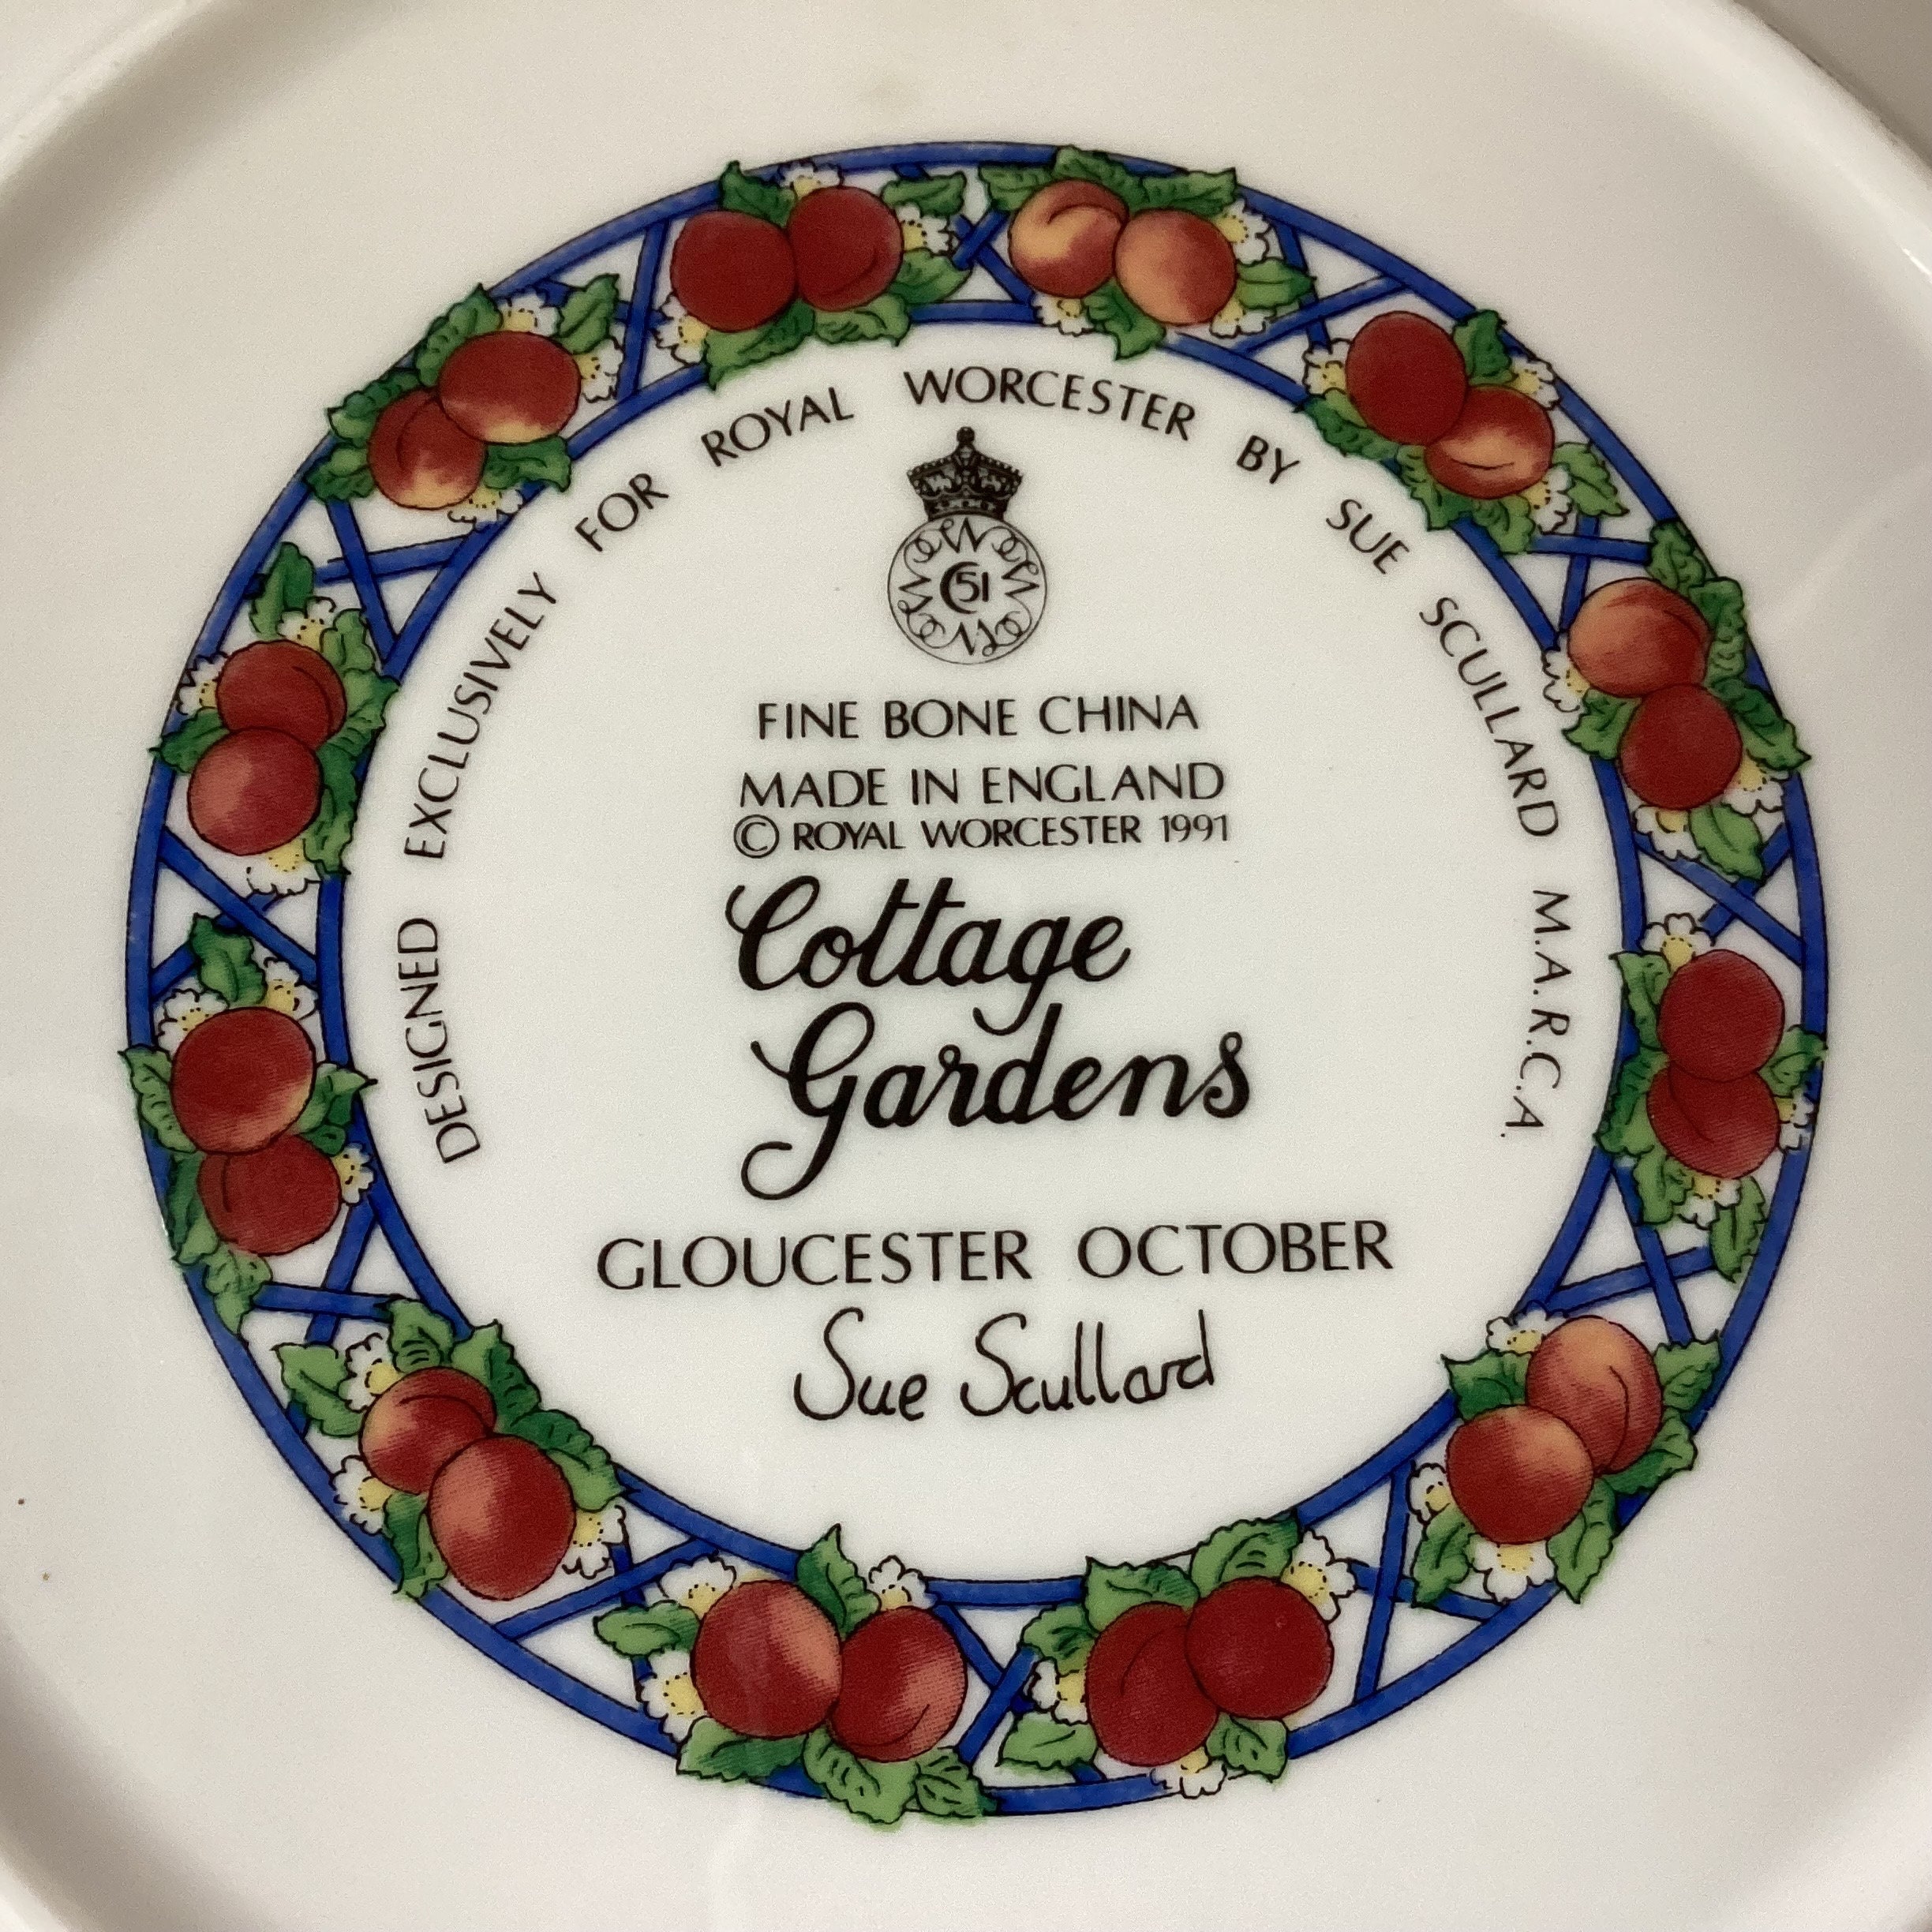 DESIGNED EXCLUSIVELY FOR ROYAL WORCESTER BY SUE SCULLARD M.A.R.C.A.
51
FINE BONE CHINA
MADE IN ENGLAND
© ROYAL WORCESTER 1991
Cottage
Gardens
GLOUCESTER OCTOBER
Sue Scullard